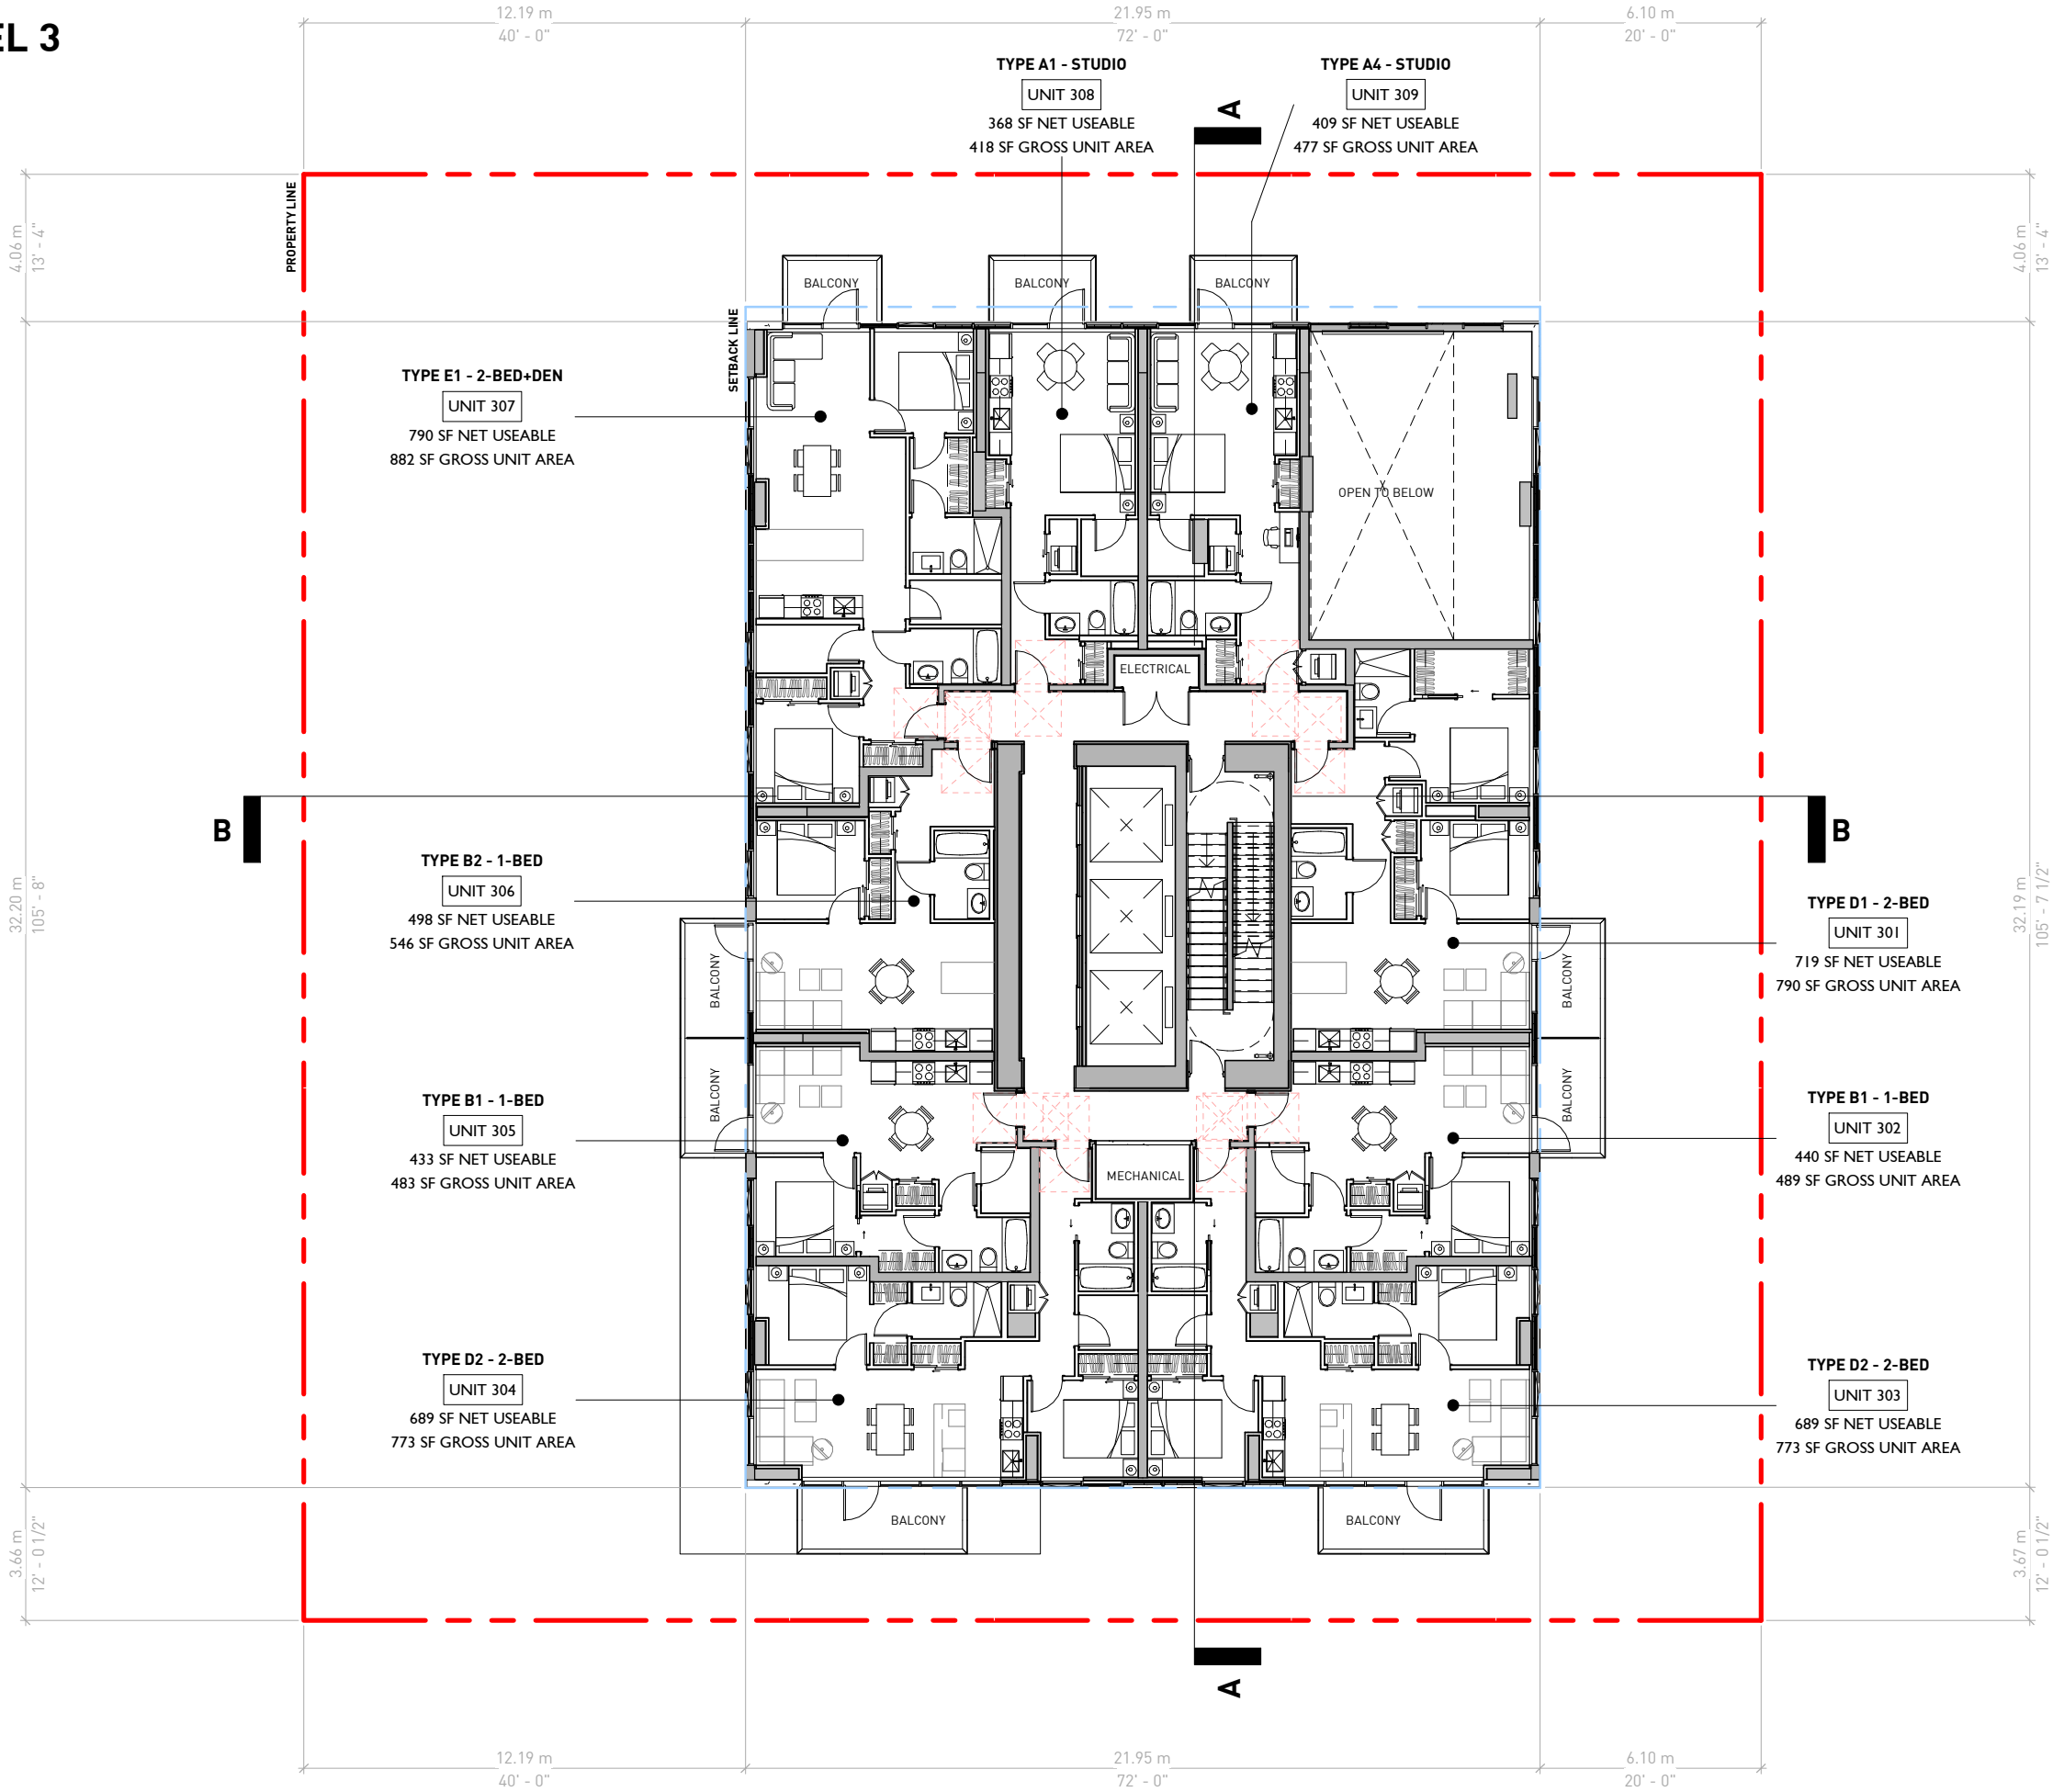 EL 3
12.19 m
40' - 0"
21.95 m
72' - 0"
6.10 m
20' - 0"
TYPE A1 - STUDIO
UNIT 308
368 SF NET USEABLE
418 SF GROSS UNIT AREA
A
TYPE A4 - STUDIO
UNIT 309
409 SF NET USEABLE
477 SF GROSS UNIT AREA
4.06 m
13' - 4"
PROPERTY LINE
4.06 m
13' - 4"
BALCONY
BALCONY
BALCONY
SETBACK LINE
TYPE E1 - 2-BED+DEN
UNIT 307
790 SF NET USEABLE
882 SF GROSS UNIT AREA
OPEN TO BELOW
ELECTRICAL
B
B
TYPE B2 - 1-BED
UNIT 306
498 SF NET USEABLE
546 SF GROSS UNIT AREA
32.20 m
105' - 8"
BALCONY
BALCONY
TYPE D1 - 2-BED
UNIT 301
719 SF NET USEABLE
790 SF GROSS UNIT AREA
32.19 m
105' - 7 1/2"
TYPE B1 - 1-BED
UNIT 305
433 SF NET USEABLE
483 SF GROSS UNIT AREA
BALCONY
BALCONY
TYPE B1 - 1-BED
UNIT 302
440 SF NET USEABLE
489 SF GROSS UNIT AREA
MECHANICAL
TYPE D2 - 2-BED
UNIT 304
689 SF NET USEABLE
773 SF GROSS UNIT AREA
TYPE D2 - 2-BED
UNIT 303
689 SF NET USEABLE
773 SF GROSS UNIT AREA
BALCONY
BALCONY
3.66 m
12' - 0 1/2"
3.67 m
12' - 0 1/2"
A
12.19 m
40' - 0"
21.95 m
72' - 0"
6.10 m
20' - 0"